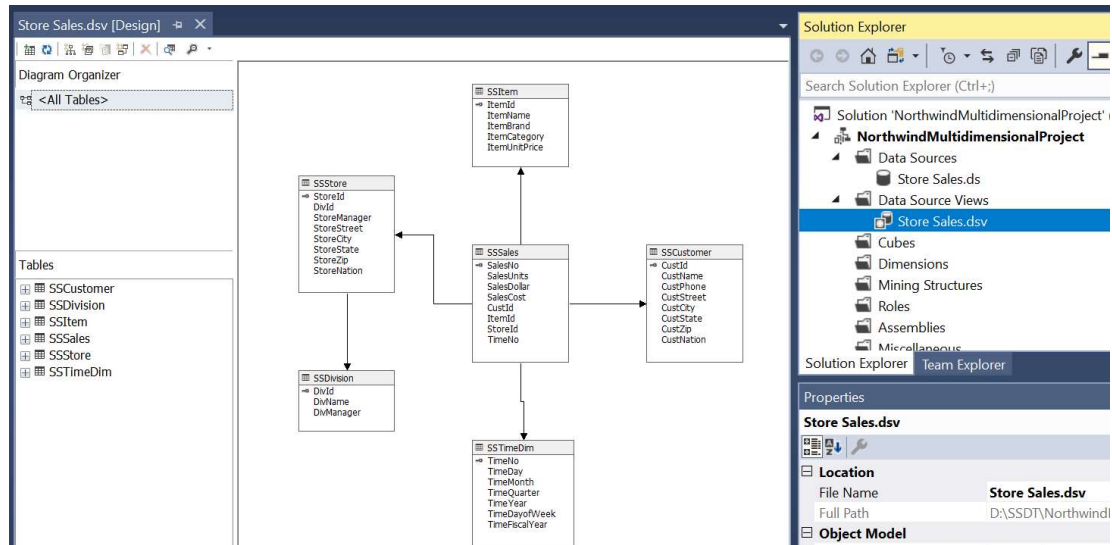 Store Sales.dsv [Design]
Diagram Organizer
<All Tables>
Tables
SSCustomer
SSDivision
SSItem
SSSales
SSStore
SSTimeDim
SSItem
ItemId
ItemName
ItemBrand
ItemCategory
ItemUnitPrice
SSStore
StoreId
DivId
StoreManager
StoreStreet
StoreCity
StoreState
StoreZip
StoreNation
SSSales
SalesNo
SalesUnits
SalesDollar
SalesCost
CustId
ItemId
StoreId
TimeNo
SSCustomer
CustId
CustName
CustPhone
CustStreet
CustCity
CustState
CustZip
CustNation
SSDivision
DivId
DivName
DivManager
SSTimeDim
TimeNo
TimeDay
TimeMonth
TimeQuarter
TimeYear
TimeDayofWeek
TimeFiscalYear
Solution Explorer
Search Solution Explorer (Ctrl+;)
Solution 'NorthwindMultidimensionalProject' (
NorthwindMultidimensionalProject
Data Sources
Store Sales.ds
Data Source Views
Store Sales.dsv
Cubes
Dimensions
Mining Structures
Roles
Assemblies
Miscellaneous
Solution Explorer Team Explorer
Properties
Store Sales.dsv
Location
File Name Store Sales.dsv
Full Path D:\SSDT\Northwind
Object Model